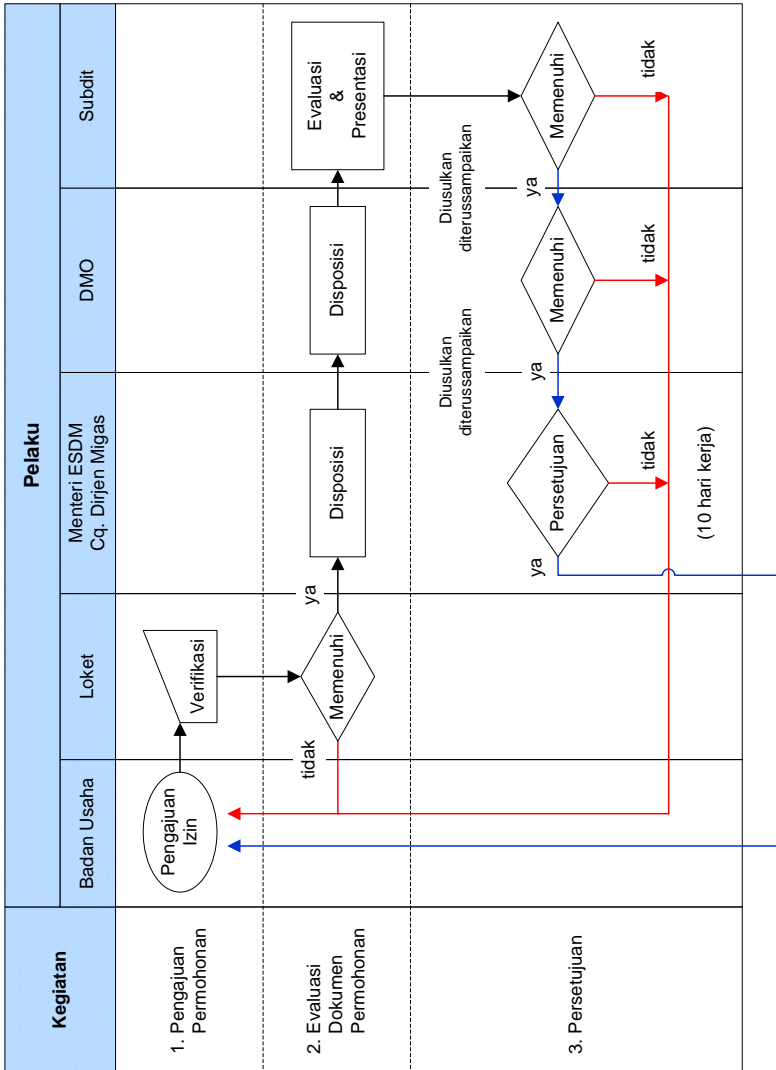 Kegiatan
Pelaku
Badan Usaha
Loket
Menteri ESDM
Cq. Dirjen Migas
DMO
Subdit
1. Pengajuan
Permohonan
Pengajuan
Izin
Verifikasi
2. Evaluasi
Dokumen
Permohonan
tidak
Memenuhi
ya
Disposisi
Disposisi
Evaluasi
&
Presentasi
3. Persetujuan
ya
Persetujuan
tidak
(10 hari kerja)
Diusulkan
diterussampaikan
ya
Memenuhi
tidak
Diusulkan
diterussampaikan
ya
Memenuhi
tidak